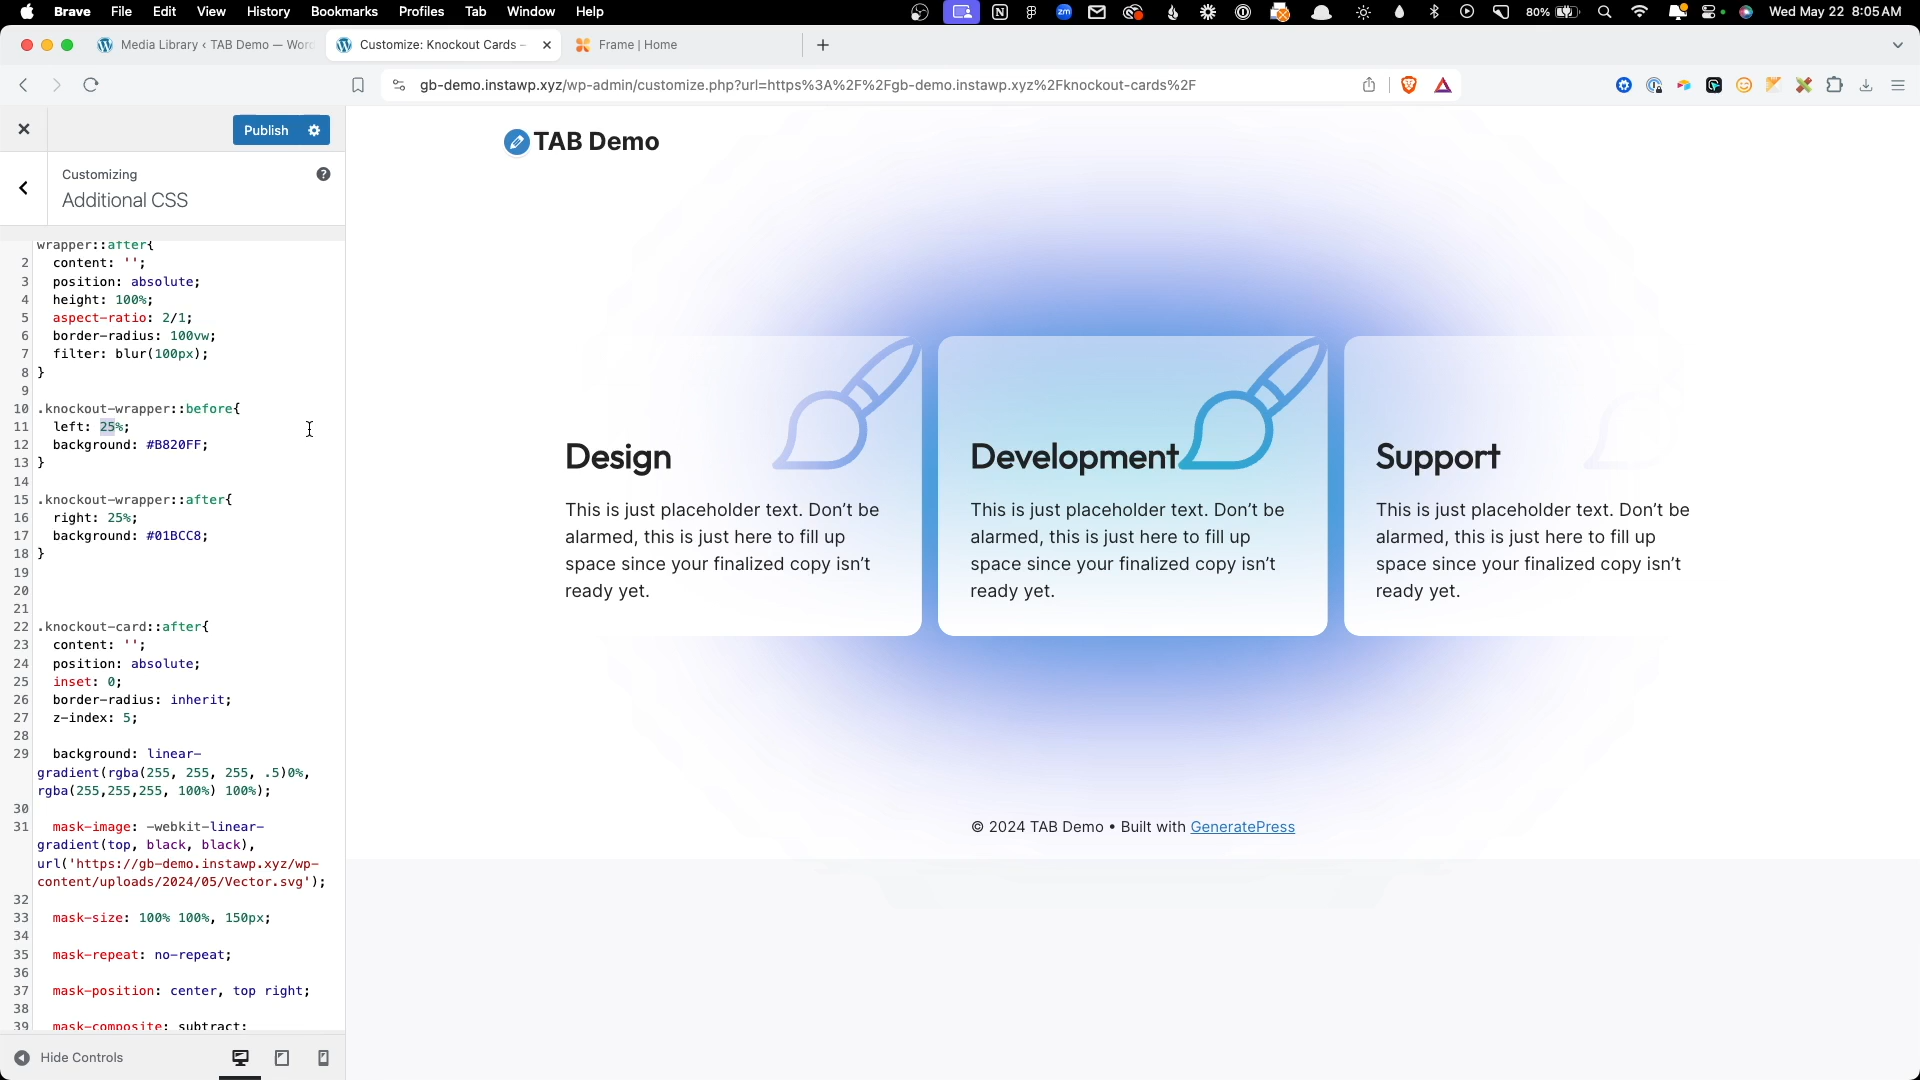 Brave File Edit View History Bookmarks Profiles Tab Window Help 80% Wed May 22 8:05 AM
Media Library ‹ TAB Demo — Wor Customize: Knockout Cards – Frame | Home
gb-demo.instawp.xyz/wp-admin/customize.php?url=https%3A%2F%2Fgb-demo.instawp.xyz%2Fknockout-cards%2F
Publish
Customizing
Additional CSS
wrapper::after{
2 content: '';
3 position: absolute;
4 height: 100%;
5 aspect-ratio: 2/1;
6 border-radius: 100vw;
7 filter: blur(100px);
8 }
9
10 .knockout-wrapper::before{
11 left: 25%;
12 background: #B820FF;
13 }
14
15 .knockout-wrapper::after{
16 right: 25%;
17 background: #01BCC8;
18 }
19
20
21
22 .knockout-card::after{
23 content: '';
24 position: absolute;
25 inset: 0;
26 border-radius: inherit;
27 z-index: 5;
28
29 background: linear-
gradient(rgba(255, 255, 255, .5)0%,
rgba(255,255,255, 100%) 100%);
30
31 mask-image: -webkit-linear-
gradient(top, black, black),
url('https://gb-demo.instawp.xyz/wp-
content/uploads/2024/05/Vector.svg');
32
33 mask-size: 100% 100%, 150px;
34
35 mask-repeat: no-repeat;
36
37 mask-position: center, top right;
38
39 mask-composite: subtract;
Hide Controls
TAB Demo
Design
This is just placeholder text. Don't be
alarmed, this is just here to fill up
space since your finalized copy isn't
ready yet.
Development
This is just placeholder text. Don't be
alarmed, this is just here to fill up
space since your finalized copy isn't
ready yet.
Support
This is just placeholder text. Don't be
alarmed, this is just here to fill up
space since your finalized copy isn't
ready yet.
© 2024 TAB Demo • Built with GeneratePress